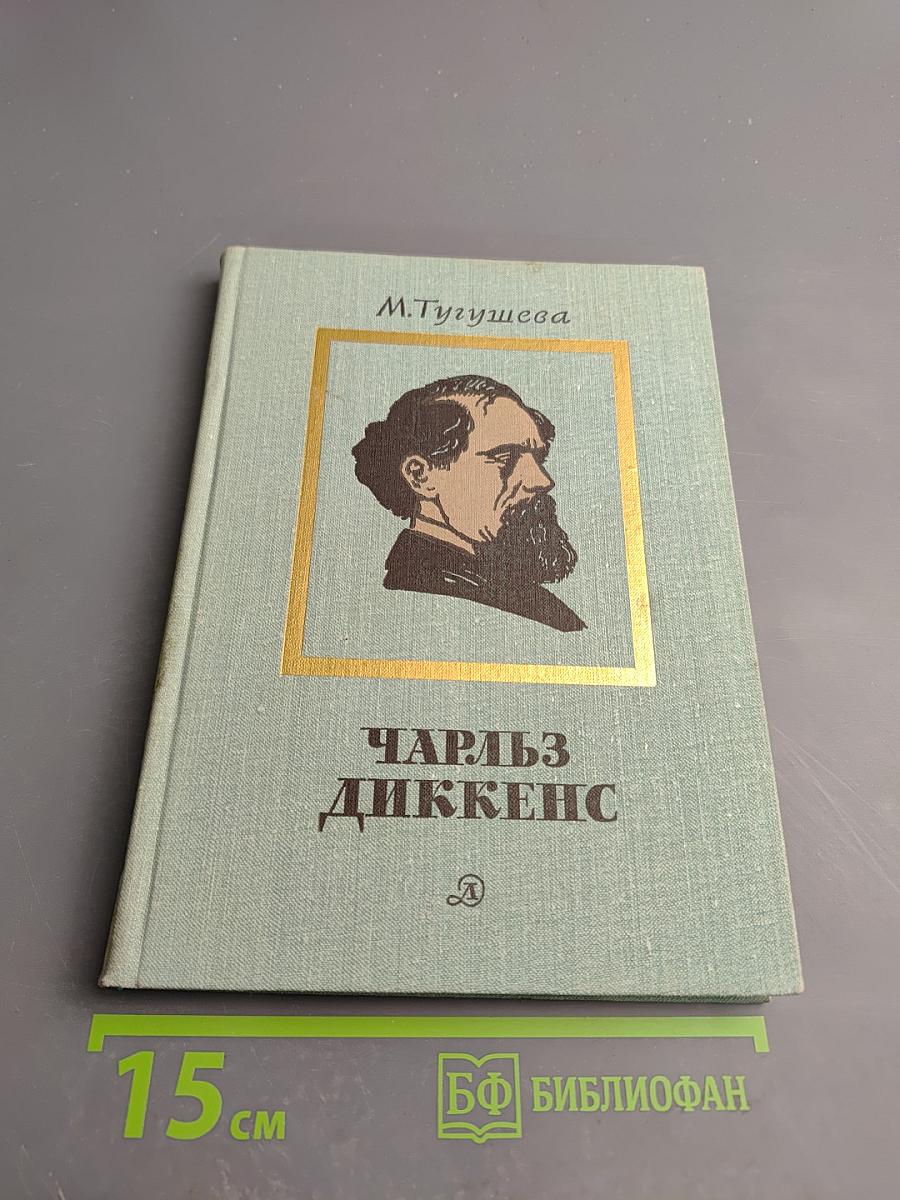 М.Тугушева
ЧАРЛЬЗ
ДИККЕНС
15 см
БФ БИБЛИОФАН